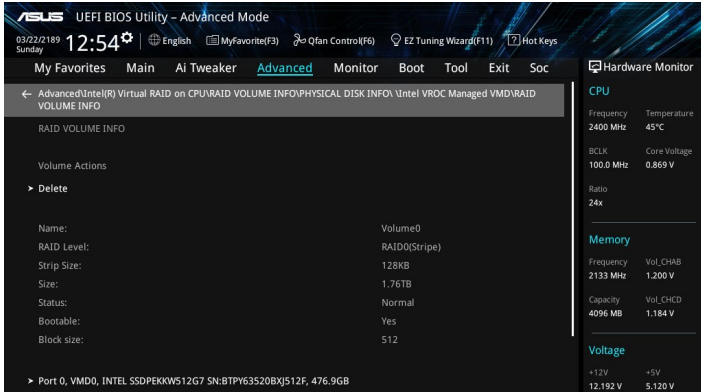 ASUS UEFI BIOS Utility – Advanced Mode
03/22/2189 Sunday 12:54 English MyFavorite(F3) Qfan Control(F6) EZ Tuning Wizard(F11) ? Hot Keys
My Favorites Main Ai Tweaker Advanced Monitor Boot Tool Exit Soc
← Advanced\Intel(R) Virtual RAID on CPU\RAID VOLUME INFO\PHYSICAL DISK INFO\ \Intel VROC Managed VMD\RAID
VOLUME INFO
RAID VOLUME INFO
Volume Actions
> Delete
Name: Volume0
RAID Level: RAID0(Stripe)
Strip Size: 128KB
Size: 1.76TB
Status: Normal
Bootable: Yes
Block size: 512
> Port 0, VMD0, INTEL SSDPEKKW512G7 SN:BTPY63520BXJ512F, 476.9GB
Hardware Monitor
CPU
Frequency Temperature
2400 MHz 45°C
BCLK Core Voltage
100.0 MHz 0.869 V
Ratio
24x
Memory
Frequency Vol_CHAB
2133 MHz 1.200 V
Capacity Vol_CHCD
4096 MB 1.184 V
Voltage
+12V +5V
12.192 V 5.120 V